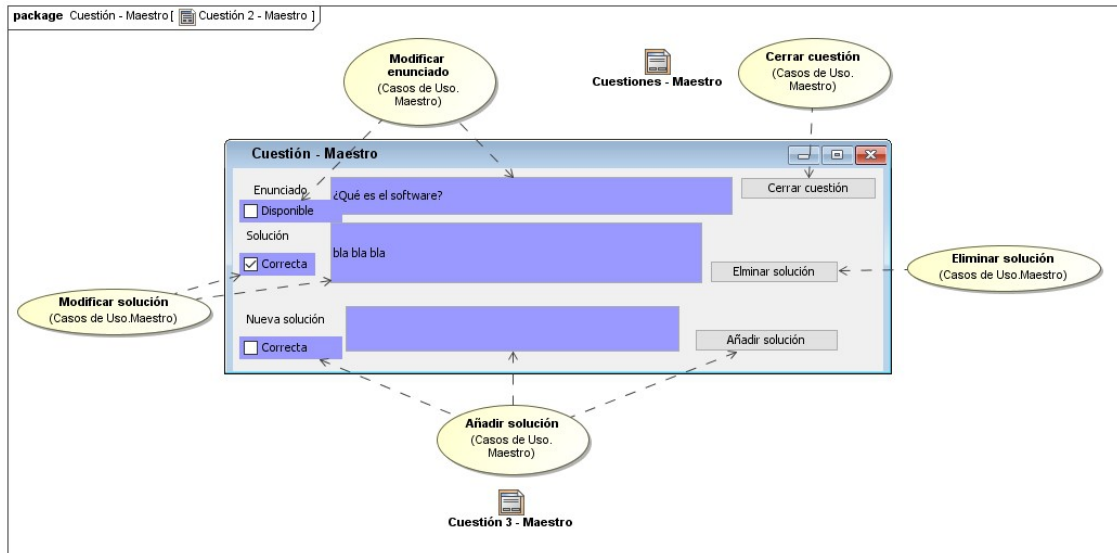 package Cuestión - Maestro [ Cuestión 2 - Maestro ]
Modificar
enunciado
(Casos de Uso.
Maestro)
Cuestiones - Maestro
Cerrar cuestión
(Casos de Uso.
Maestro)
Cuestión - Maestro
Enunciado
¿Qué es el software?
Cerrar cuestión
Disponible
Solución
bla bla bla
Correcta
Elminar solución
Eliminar solución
(Casos de Uso.Maestro)
Modificar solución
(Casos de Uso.Maestro)
Nueva solución
Correcta
Añadir solución
Añadir solución
(Casos de Uso.
Maestro)
Cuestión 3 - Maestro